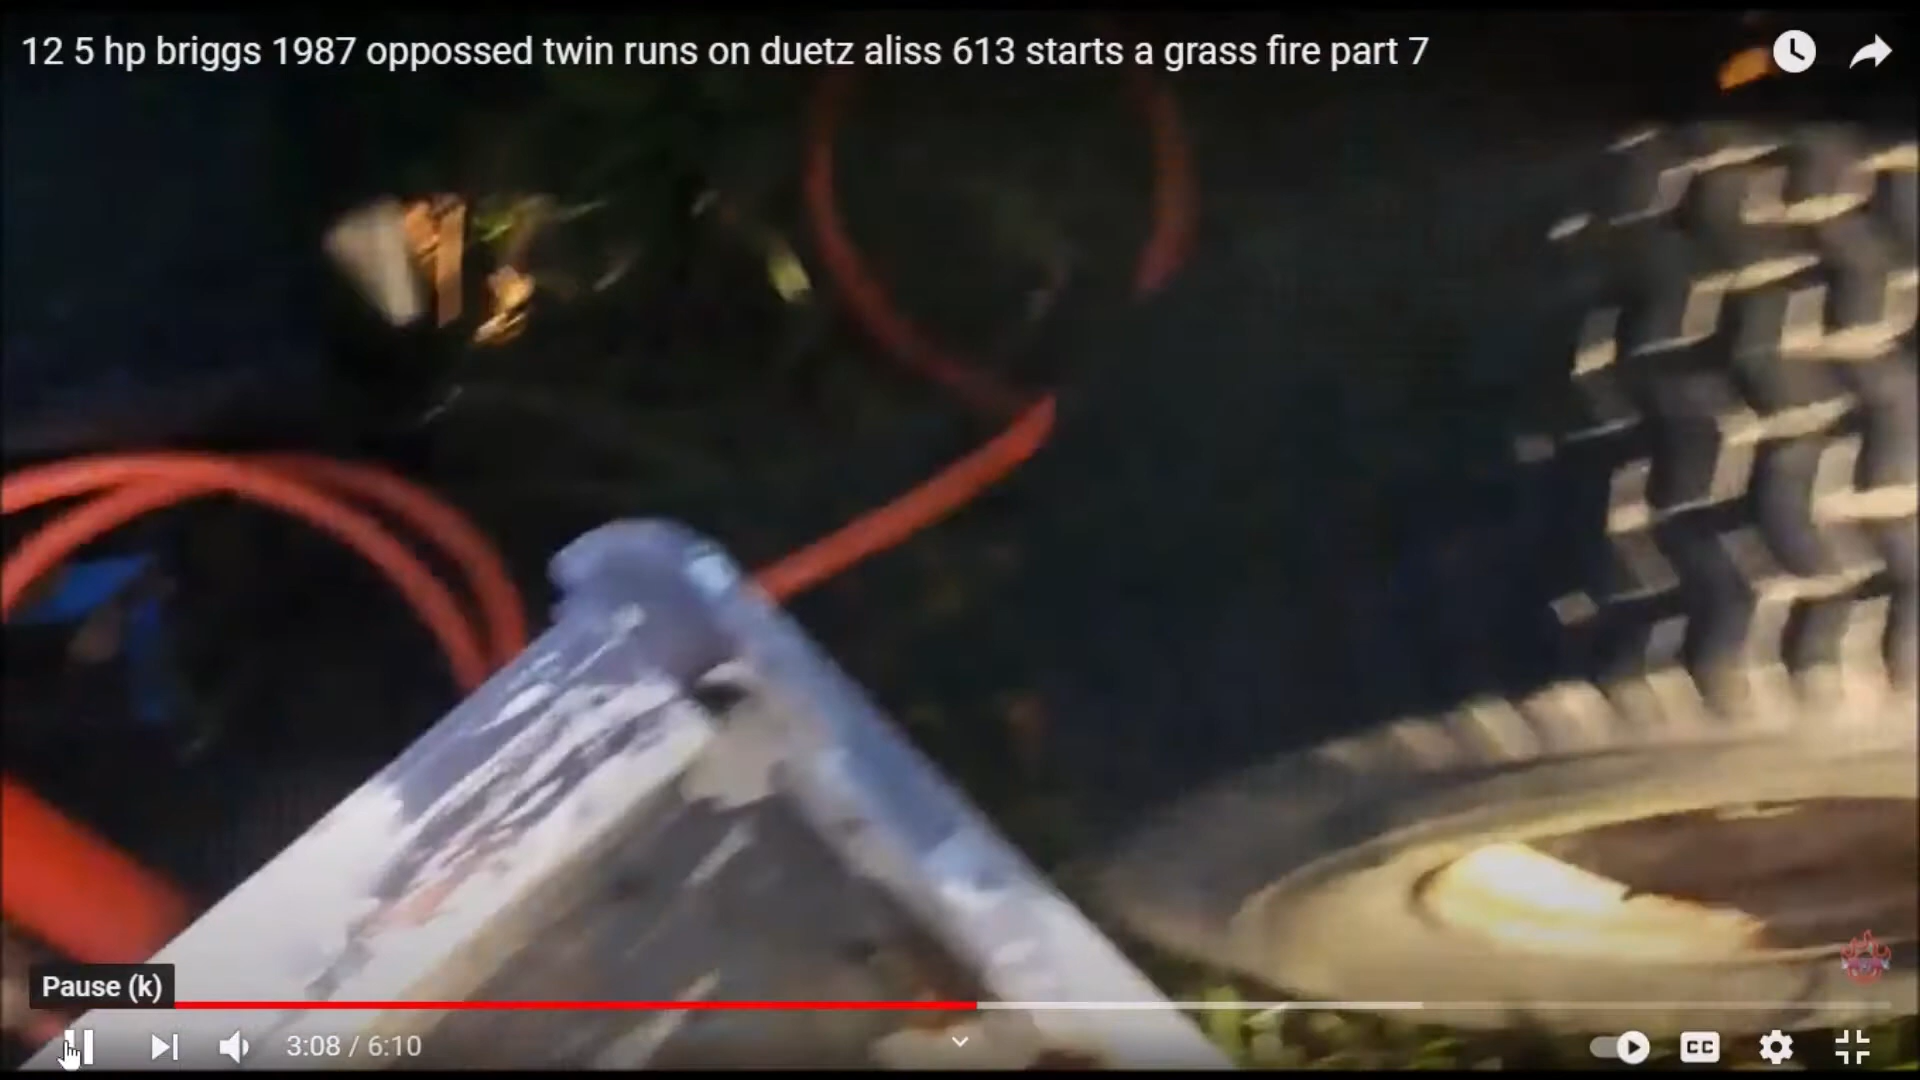 12 5 hp briggs 1987 oppossed twin runs on duetz aliss 613 starts a grass fire part 7
Pause (k)
3:08 / 6:10
CC